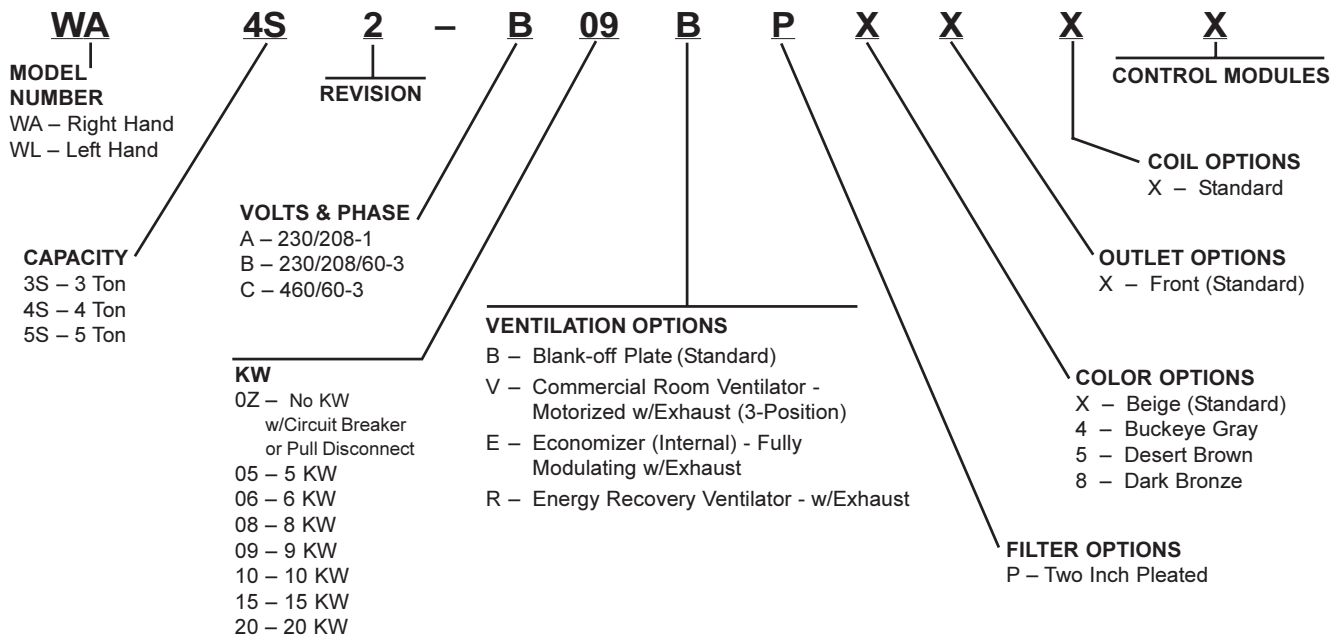 WA 4S 2 – B 09 B P X X X X
MODEL
NUMBER
WA – Right Hand
WL – Left Hand
CAPACITY
3S – 3 Ton
4S – 4 Ton
5S – 5 Ton
REVISION
VOLTS & PHASE
A – 230/208-1
B – 230/208/60-3
C – 460/60-3
KW
0Z – No KW
w/Circuit Breaker
or Pull Disconnect
05 – 5 KW
06 – 6 KW
08 – 8 KW
09 – 9 KW
10 – 10 KW
15 – 15 KW
20 – 20 KW
VENTILATION OPTIONS
B – Blank-off Plate (Standard)
V – Commercial Room Ventilator -
Motorized w/Exhaust (3-Position)
E – Economizer (Internal) - Fully
Modulating w/Exhaust
R – Energy Recovery Ventilator - w/Exhaust
FILTER OPTIONS
P – Two Inch Pleated
COLOR OPTIONS
X – Beige (Standard)
4 – Buckeye Gray
5 – Desert Brown
8 – Dark Bronze
OUTLET OPTIONS
X – Front (Standard)
COIL OPTIONS
X – Standard
CONTROL MODULES